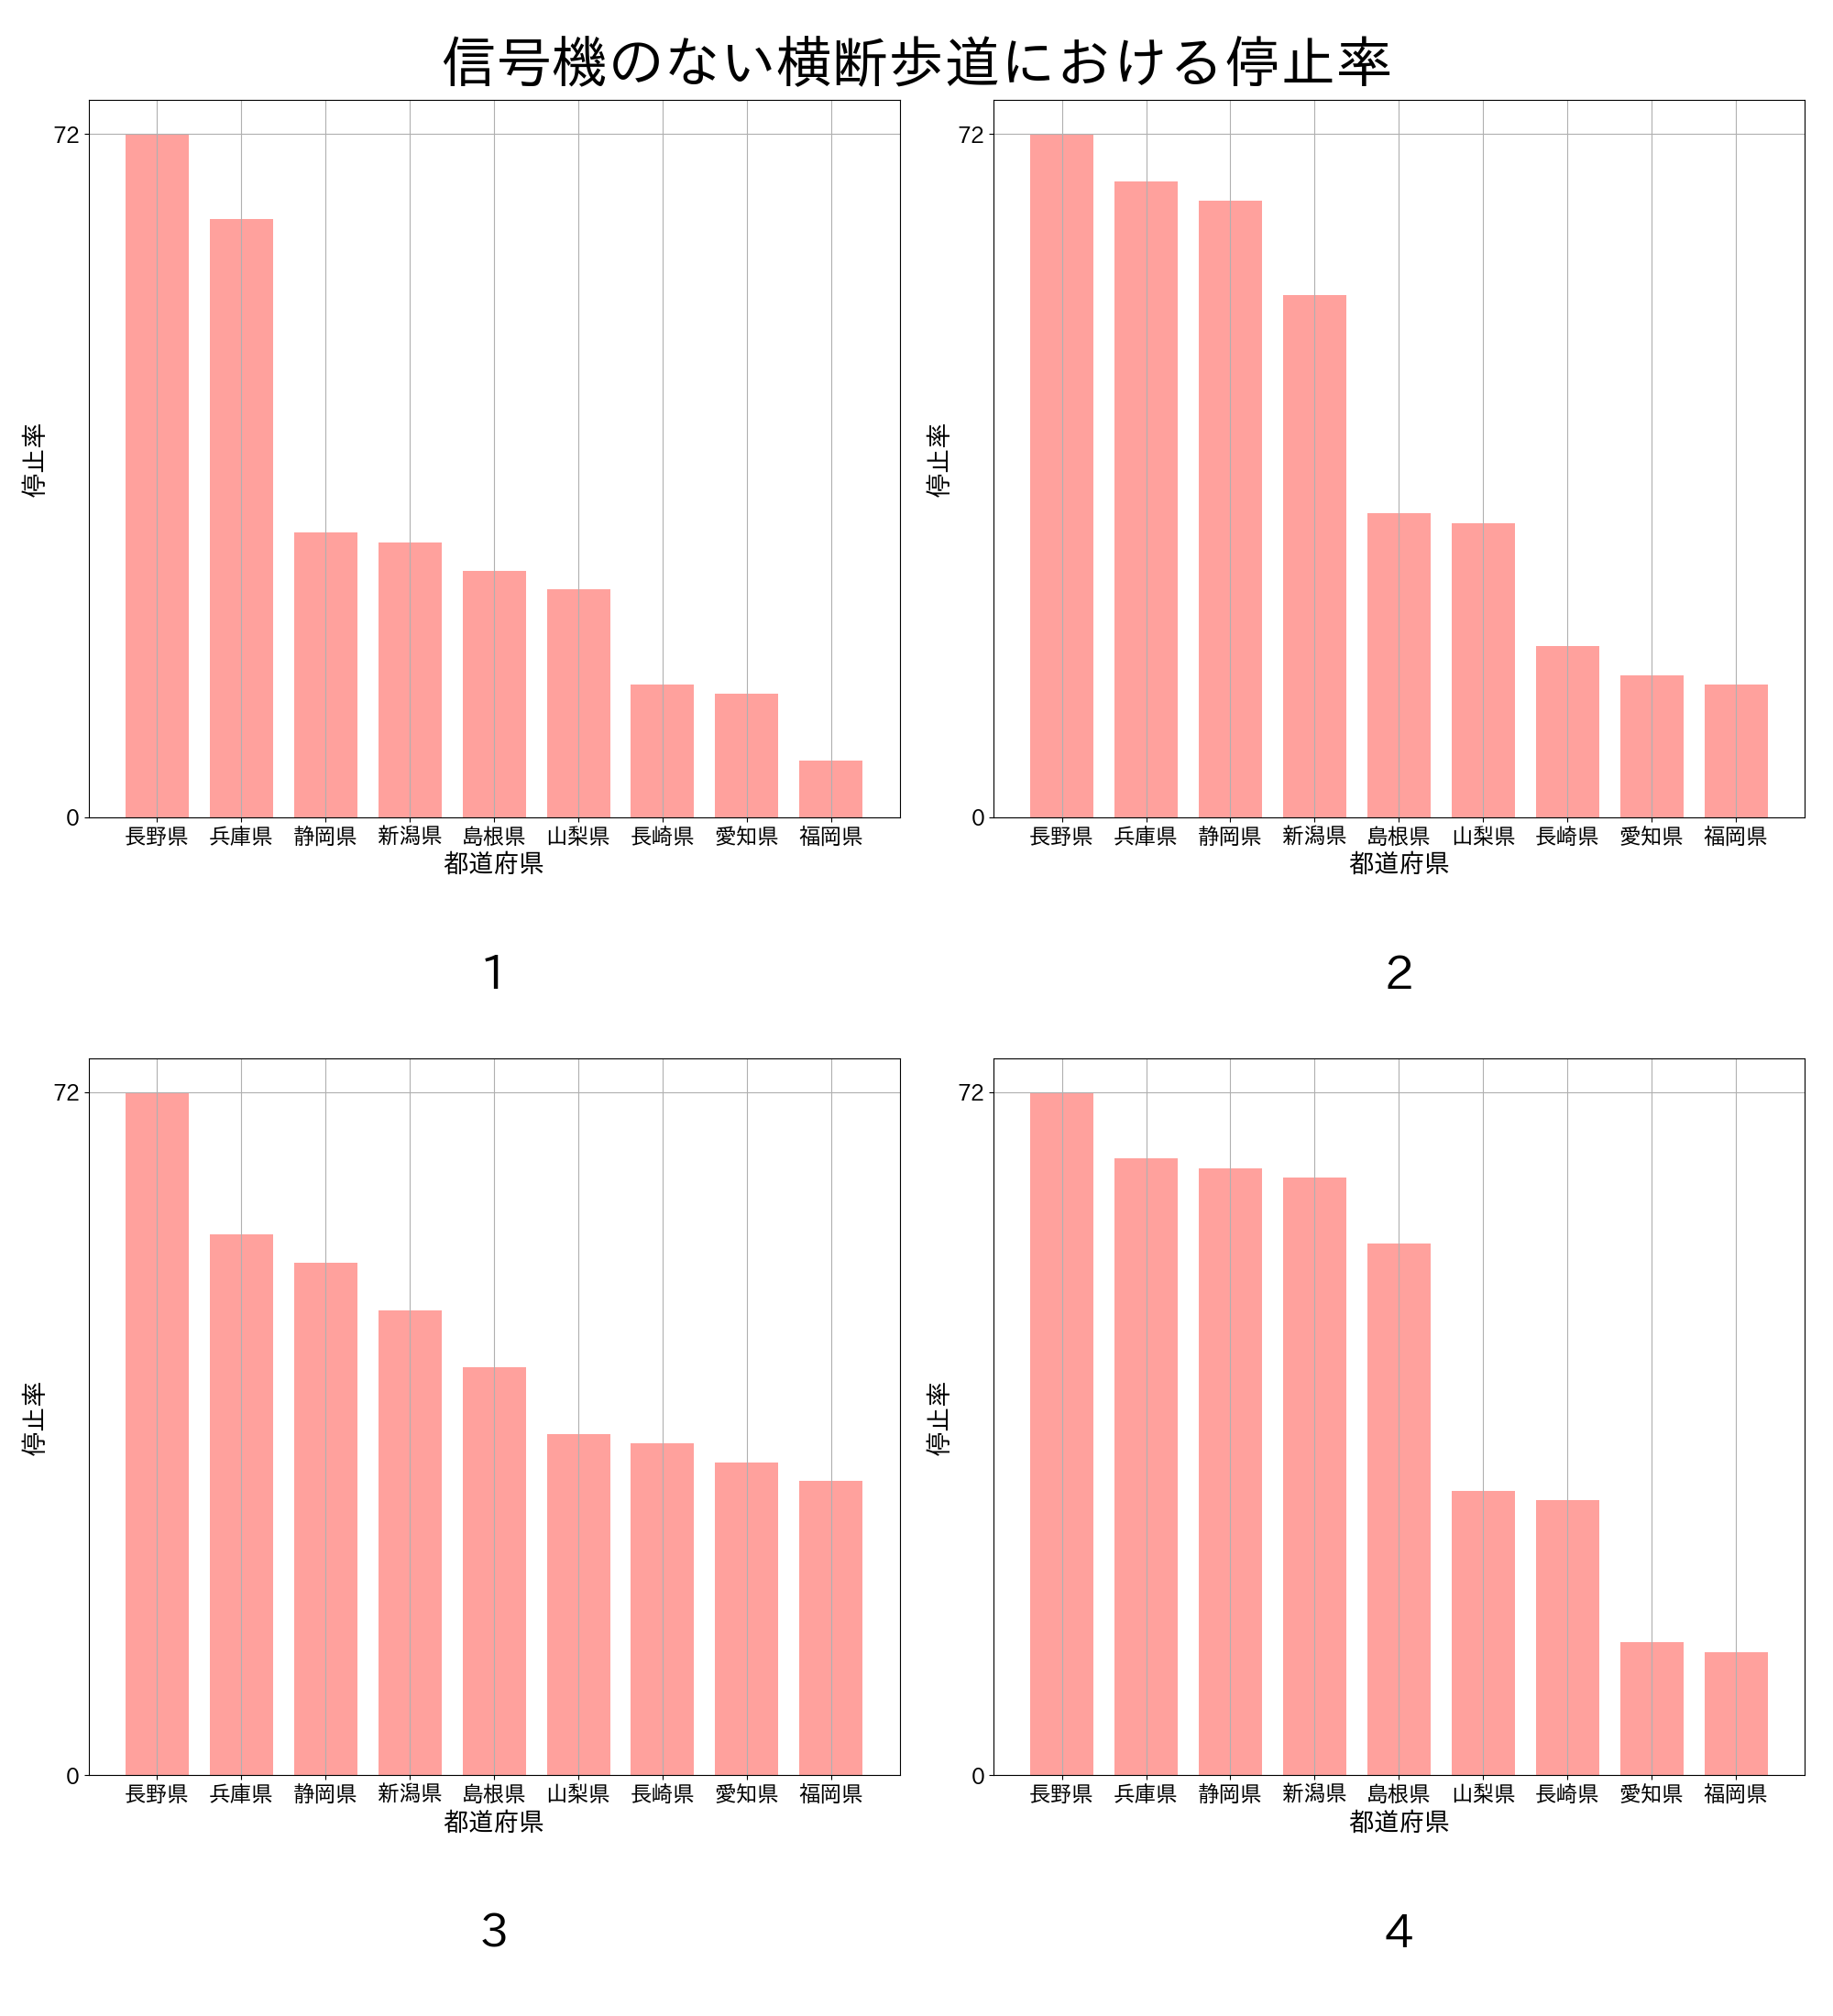 信号機のない横断歩道における停止率
72
0
停止率
長野県 兵庫県 静岡県 新潟県 島根県 山梨県 長崎県 愛知県 福岡県
都道府県
1
72
0
停止率
長野県 兵庫県 静岡県 新潟県 島根県 山梨県 長崎県 愛知県 福岡県
都道府県
2
72
0
停止率
長野県 兵庫県 静岡県 新潟県 島根県 山梨県 長崎県 愛知県 福岡県
都道府県
3
72
0
停止率
長野県 兵庫県 静岡県 新潟県 島根県 山梨県 長崎県 愛知県 福岡県
都道府県
4